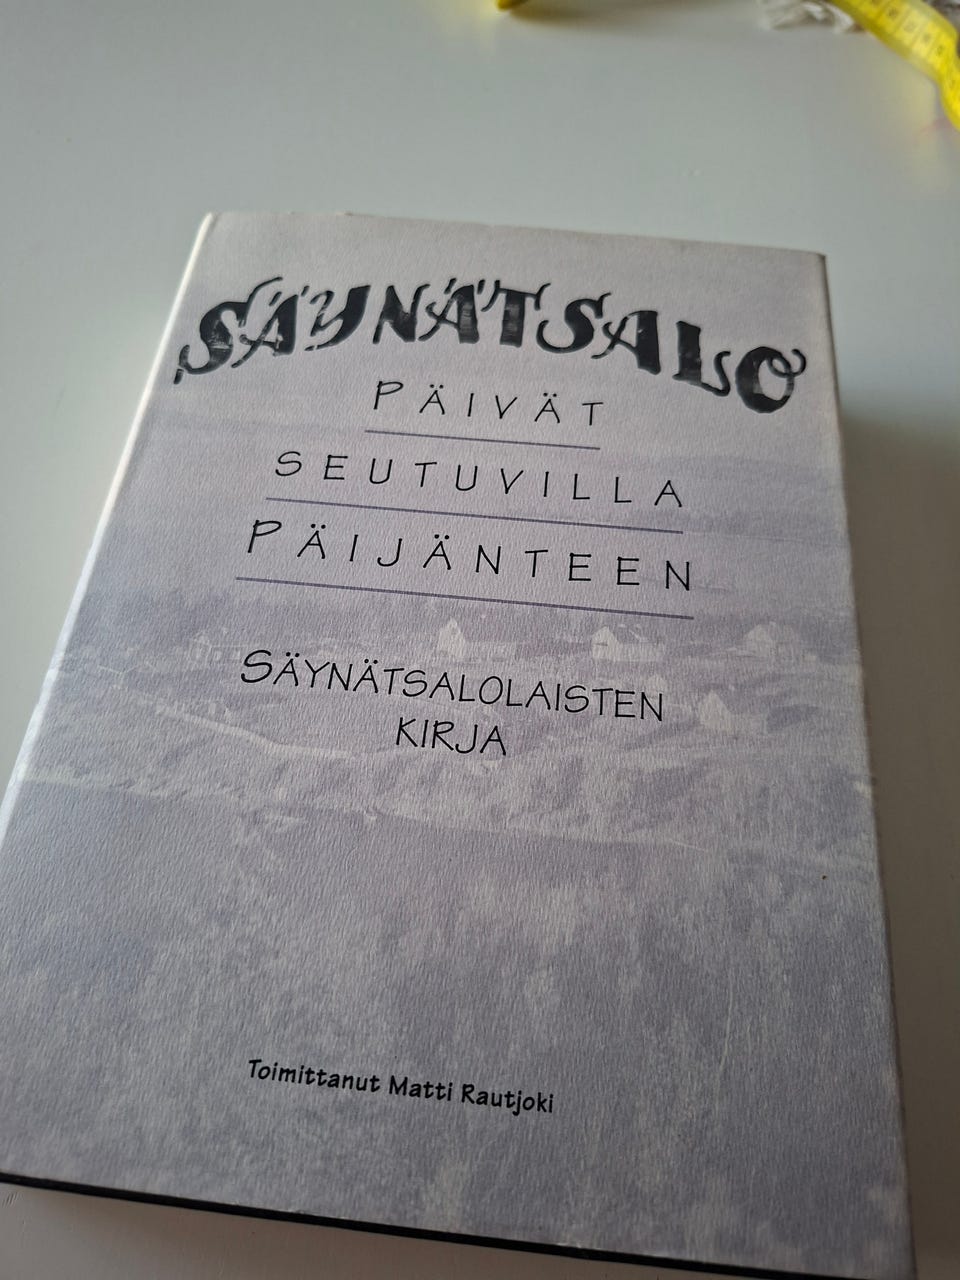 SÄYNÄTSALO
PÄIVÄT
SEUTUVILLA
PÄIJÄNTEEN
SÄYNÄTSALOLAISTEN
KIRJA
Toimittanut Matti Rautjoki